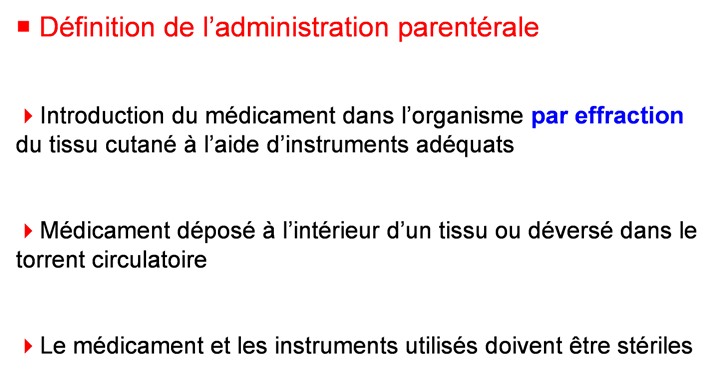 ■ Définition de l’administration parentérale
Introduction du médicament dans l’organisme par effraction
du tissu cutané à l’aide d’instruments adéquats
Médicament déposé à l’intérieur d’un tissu ou déversé dans le
torrent circulatoire
Le médicament et les instruments utilisés doivent être stériles